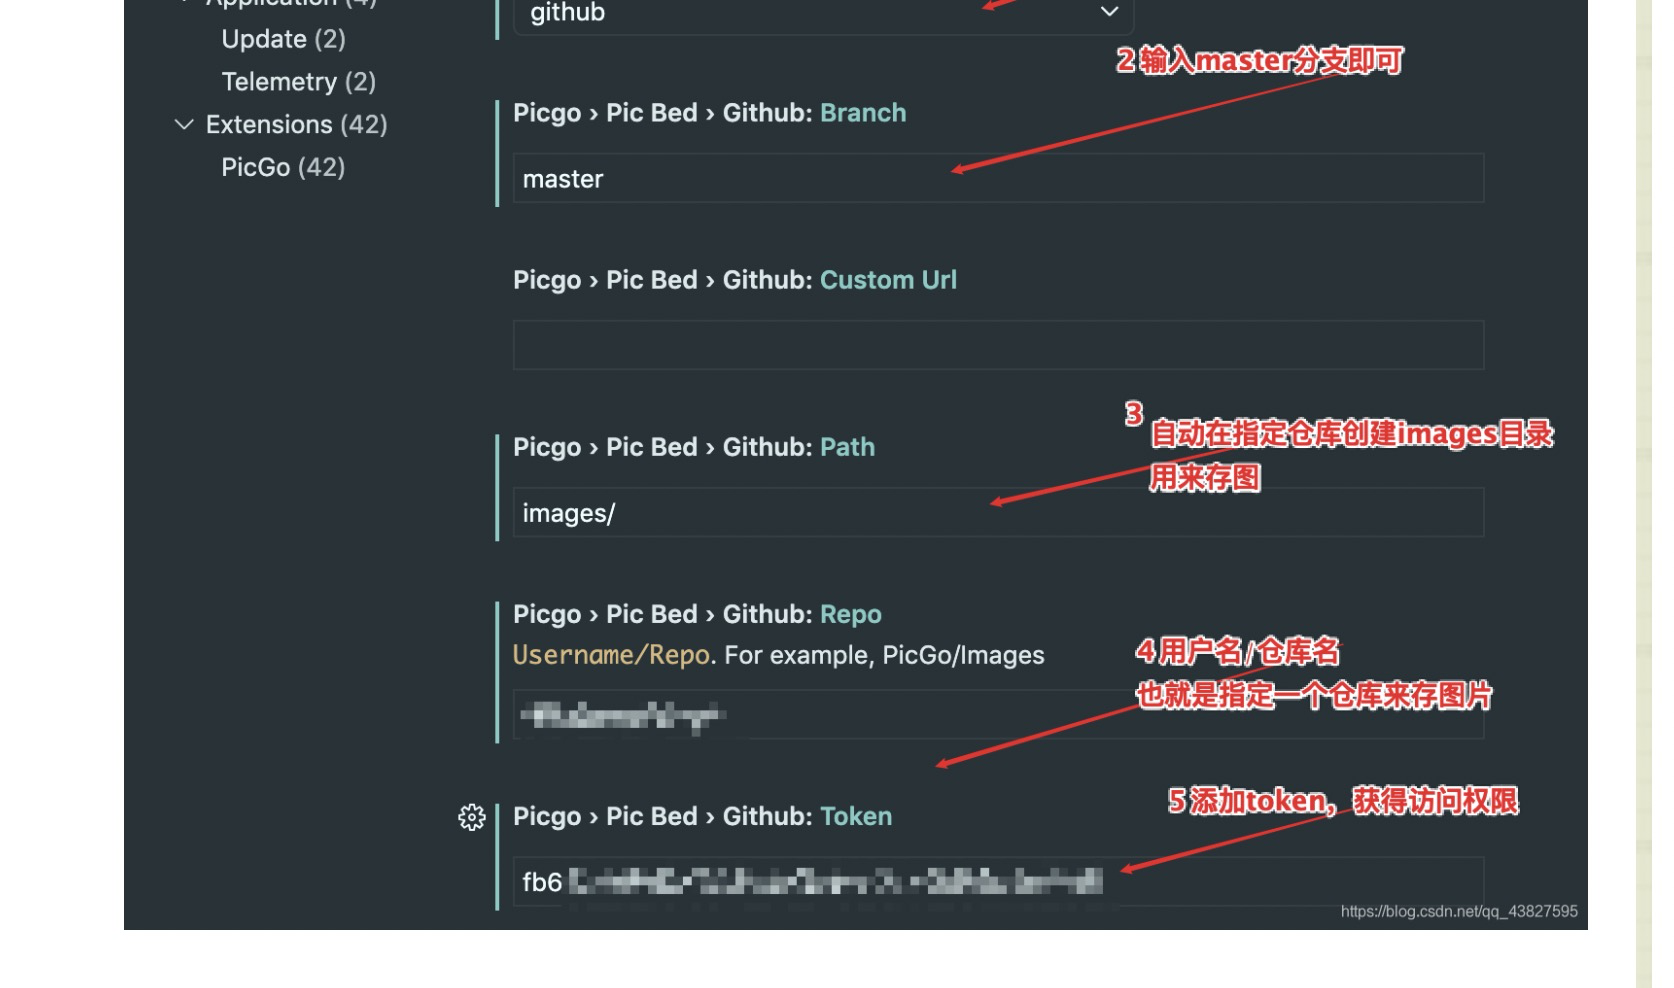 Application (4)
github
Update (2)
2 输入master分支即可
Telemetry (2)
Picgo › Pic Bed › Github: Branch
Extensions (42)
PicGo (42)
master
Picgo › Pic Bed › Github: Custom Url
3
自动在指定仓库创建images目录
Picgo › Pic Bed › Github: Path
用来存图
images/
Picgo › Pic Bed › Github: Repo
Username/Repo. For example, PicGo/Images
4 用户名/仓库名
也就是指定一个仓库来存图片
5 添加token，获得访问权限
Picgo › Pic Bed › Github: Token
fb6
https://blog.csdn.net/qq_43827595